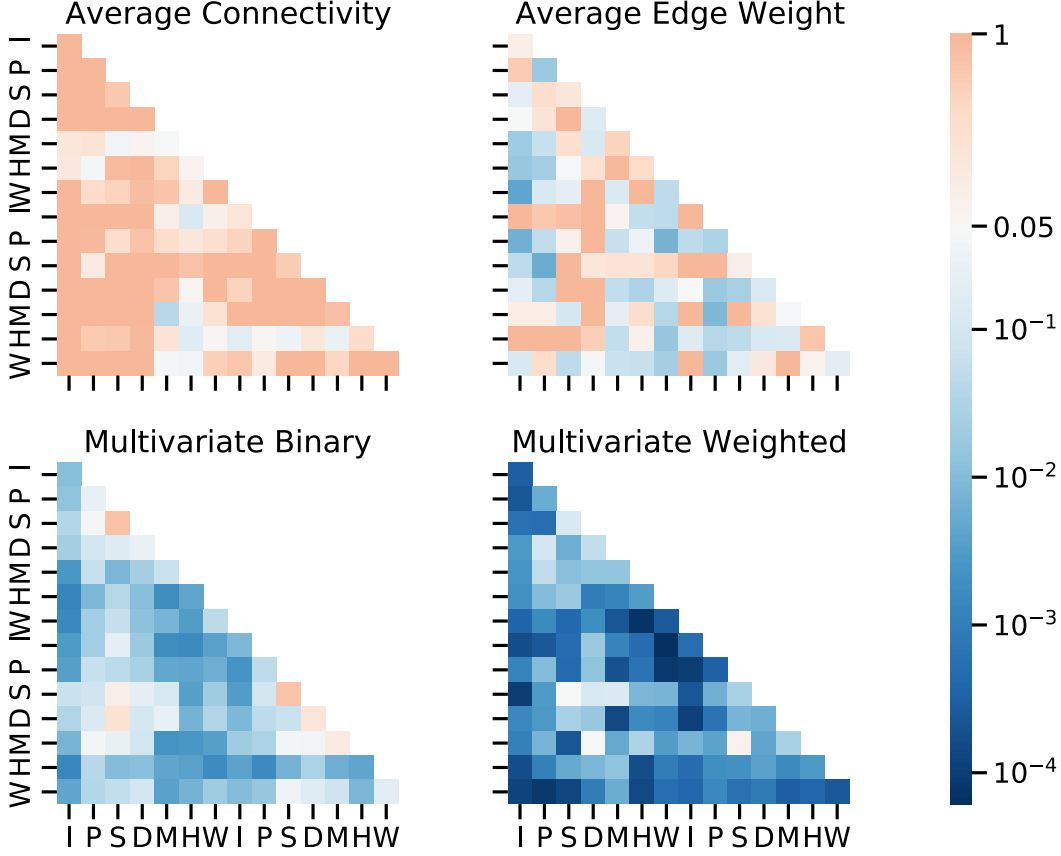 Average Connectivity
Average Edge Weight
W H M D S P I W H M D S P I
1
0.05
10⁻¹
10⁻²
10⁻³
10⁻⁴
Multivariate Binary
Multivariate Weighted
W H M D S P I W H M D S P I
I P S D M H W I P S D M H W
I P S D M H W I P S D M H W